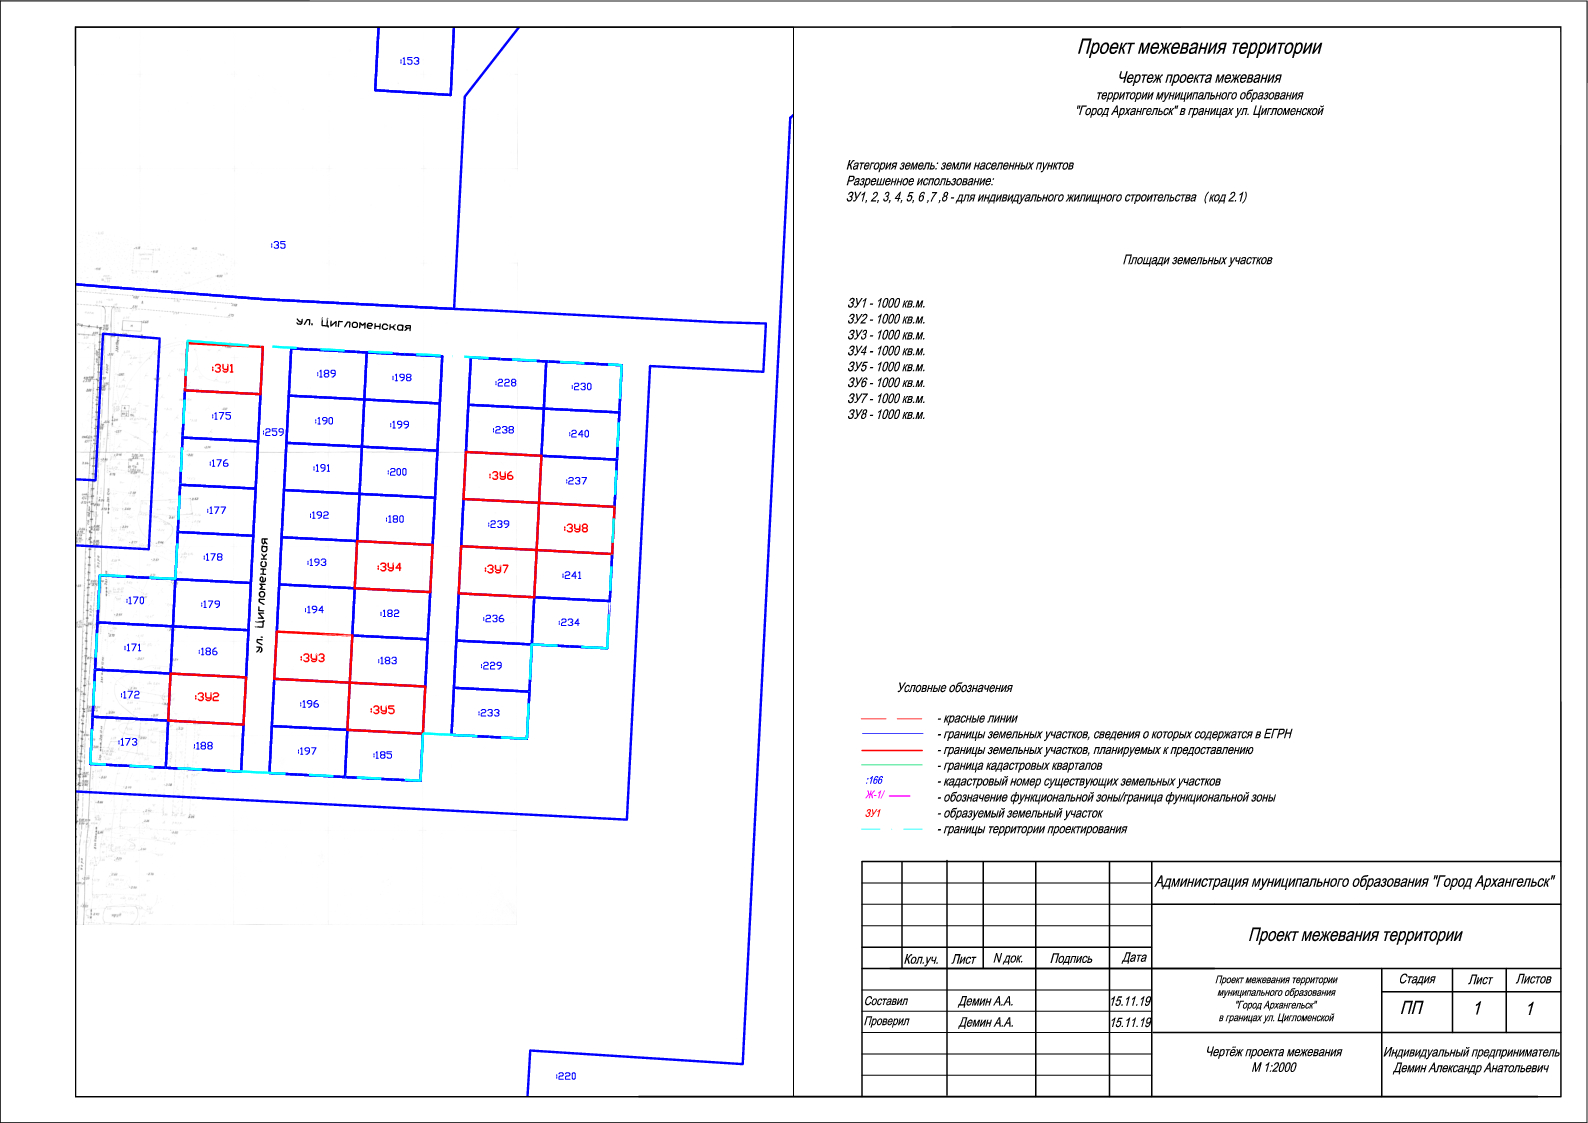 Проект межевания территории
Чертеж проекта межевания
территории муниципального образования
"Город Архангельск" в границах ул. Цигломенской
Категория земель: земли населенных пунктов
Разрешенное использование:
ЗУ1, 2, 3, 4, 5, 6 ,7 ,8 - для индивидуального жилищного строительства ( код 2.1)
Площади земельных участков
ЗУ1 - 1000 кв.м.
ЗУ2 - 1000 кв.м.
ЗУ3 - 1000 кв.м.
ЗУ4 - 1000 кв.м.
ЗУ5 - 1000 кв.м.
ЗУ6 - 1000 кв.м.
ЗУ7 - 1000 кв.м.
ЗУ8 - 1000 кв.м.
:153
:35
ул. Цигломенская
:ЗУ1
:189
:198
:228
:230
:175
:259
:190
:199
:238
:240
:176
:191
:200
:ЗУ6
:237
:177
:192
:180
:239
:ЗУ8
:178
:193
:ЗУ4
:ЗУ7
:241
ул. Цигломенская
:170
:179
:194
:182
:236
:234
:171
:186
:ЗУ3
:183
:229
:172
:ЗУ2
:196
:ЗУ5
:233
:173
:188
:197
:185
:220
Условные обозначения
- красные линии
- границы земельных участков, сведения о которых содержатся в ЕГРН
- границы земельных участков, планируемых к предоставлению
- граница кадастровых кварталов
:166 - кадастровый номер существующих земельных участков
Ж-1/ - обозначение функциональной зоны/граница функциональной зоны
ЗУ1 - образуемый земельный участок
- границы территории проектирования
Администрация муниципального образования "Город Архангельск"
Проект межевания территории
Кол.уч. Лист N док. Подпись Дата
Проект межевания территории
муниципального образования
"Город Архангельск"
в границах ул. Цигломенской
Стадия Лист Листов
ПП 1 1
Составил Демин А.А. 15.11.19
Проверил Демин А.А. 15.11.19
Чертёж проекта межевания
М 1:2000
Индивидуальный предприниматель
Демин Александр Анатольевич